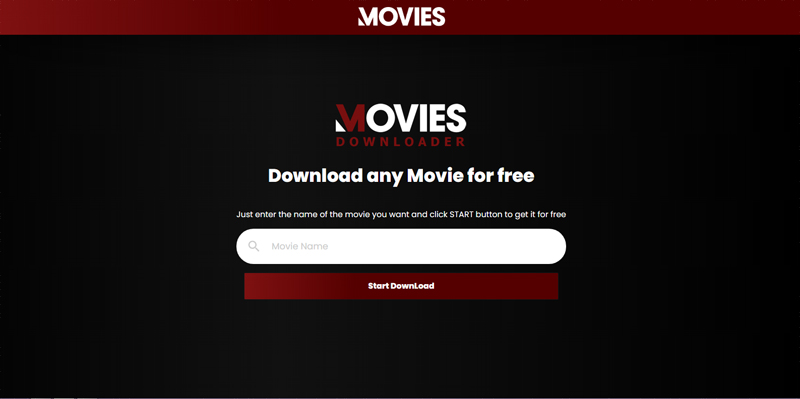 MOVIES
MOVIES
DOWNLOADER
Download any Movie for free
Just enter the name of the movie you want and click START button to get it for free
Movie Name
Start DownLoad